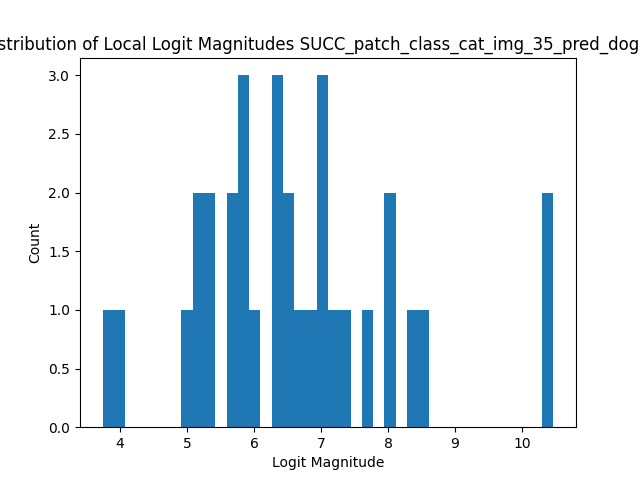 stribution of Local Logit Magnitudes SUCC_patch_class_cat_img_35_pred_dog
3.0
2.5
2.0
1.5
1.0
0.5
0.0
Count
4 5 6 7 8 9 10
Logit Magnitude